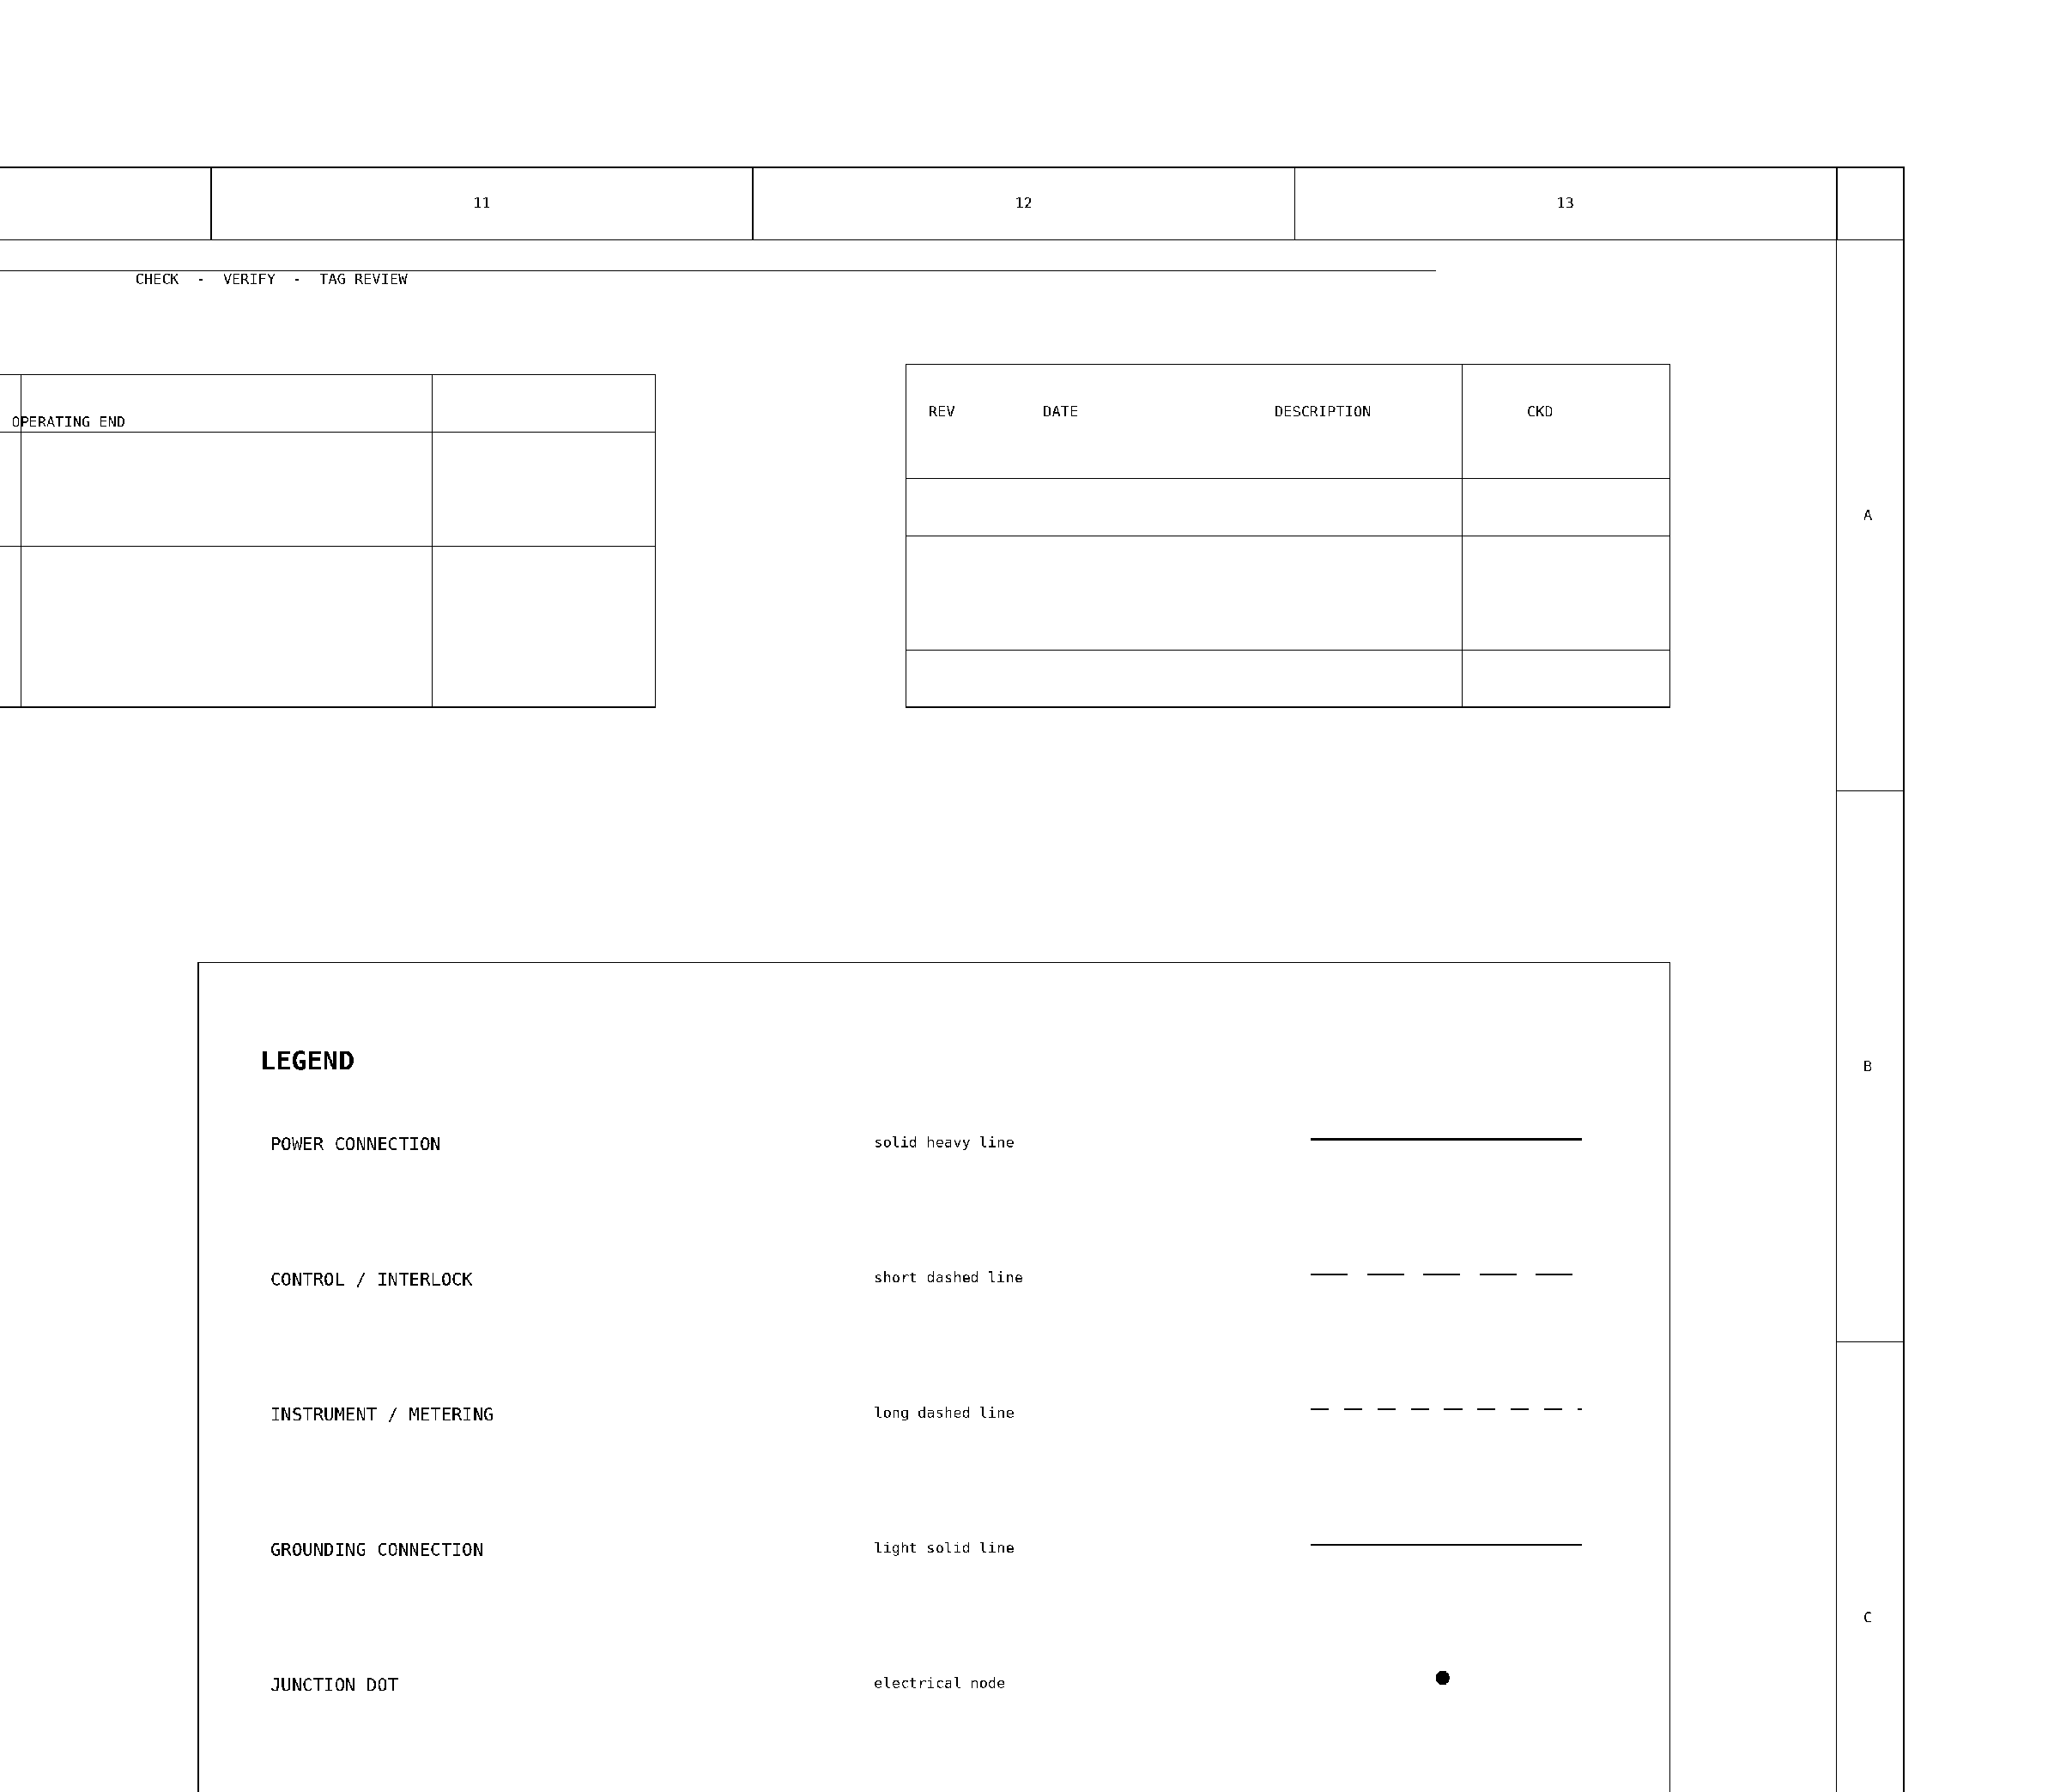 11 12 13
CHECK - VERIFY - TAG REVIEW
OPERATING END
REV DATE DESCRIPTION CKD
A
LEGEND
B
POWER CONNECTION solid heavy line
CONTROL / INTERLOCK short dashed line
INSTRUMENT / METERING long dashed line
GROUNDING CONNECTION light solid line
C
JUNCTION DOT electrical node